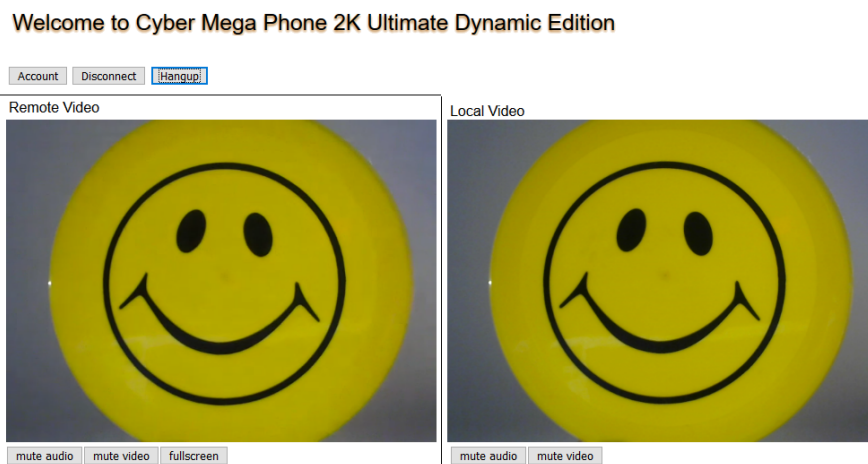 Welcome to Cyber Mega Phone 2K Ultimate Dynamic Edition
Account Disconnect Hangup
Remote Video
Local Video
mute audio mute video fullscreen
mute audio mute video